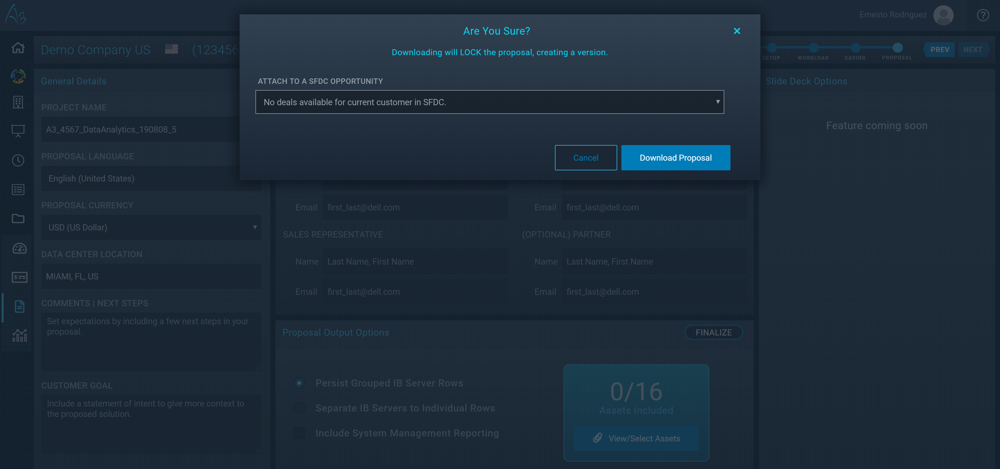 A3
Ernesto Rodriguez
?
Are You Sure?
Downloading will LOCK the proposal, creating a version.
ATTACH TO A SFDC OPPORTUNITY
No deals available for current customer in SFDC.
Cancel
Download Proposal
Demo Company US
(123456
SETUP
WORKLOAD
SAVING
PROPOSAL
PREV
NEXT
General Details
PROJECT NAME
A3_4567_DataAnalytics_190808_5
PROPOSAL LANGUAGE
English (United States)
PROPOSAL CURRENCY
USD (US Dollar)
DATA CENTER LOCATION
MIAMI, FL, US
COMMENTS | NEXT STEPS
Set expectations by including a few next steps in your
proposal.
CUSTOMER GOAL
Include a statement of intent to give more context to
the proposed solution.
Email first_last@dell.com
Email first_last@dell.com
SALES REPRESENTATIVE
(OPTIONAL) PARTNER
Name Last Name, First Name
Name Last Name, First Name
Email first_last@dell.com
Email first_last@dell.com
Proposal Output Options
FINALIZE
Persist Grouped IB Server Rows
Separate IB Servers to Individual Rows
Include System Management Reporting
0/16
Assets Included
View/Select Assets
Slide Deck Options
Feature coming soon